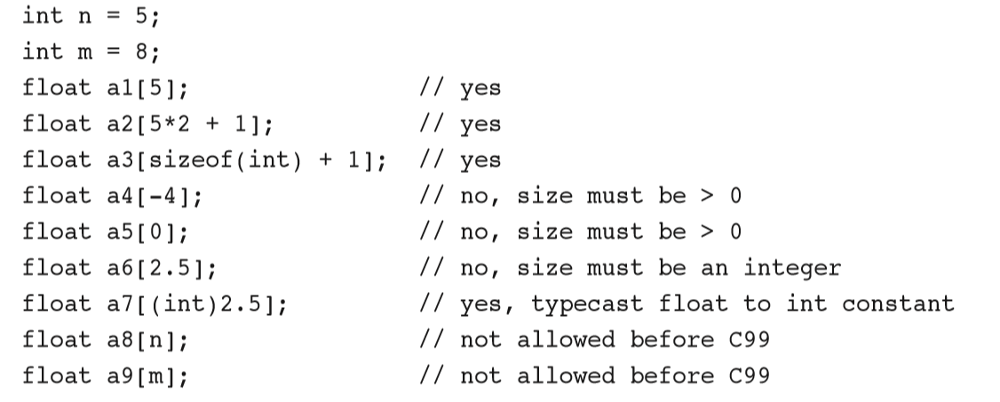 int n = 5;
int m = 8;
float a1[5];                // yes
float a2[5*2 + 1];          // yes
float a3[sizeof(int) + 1];  // yes
float a4[-4];               // no, size must be > 0
float a5[0];                // no, size must be > 0
float a6[2.5];              // no, size must be an integer
float a7[(int)2.5];         // yes, typecast float to int constant
float a8[n];                // not allowed before C99
float a9[m];                // not allowed before C99